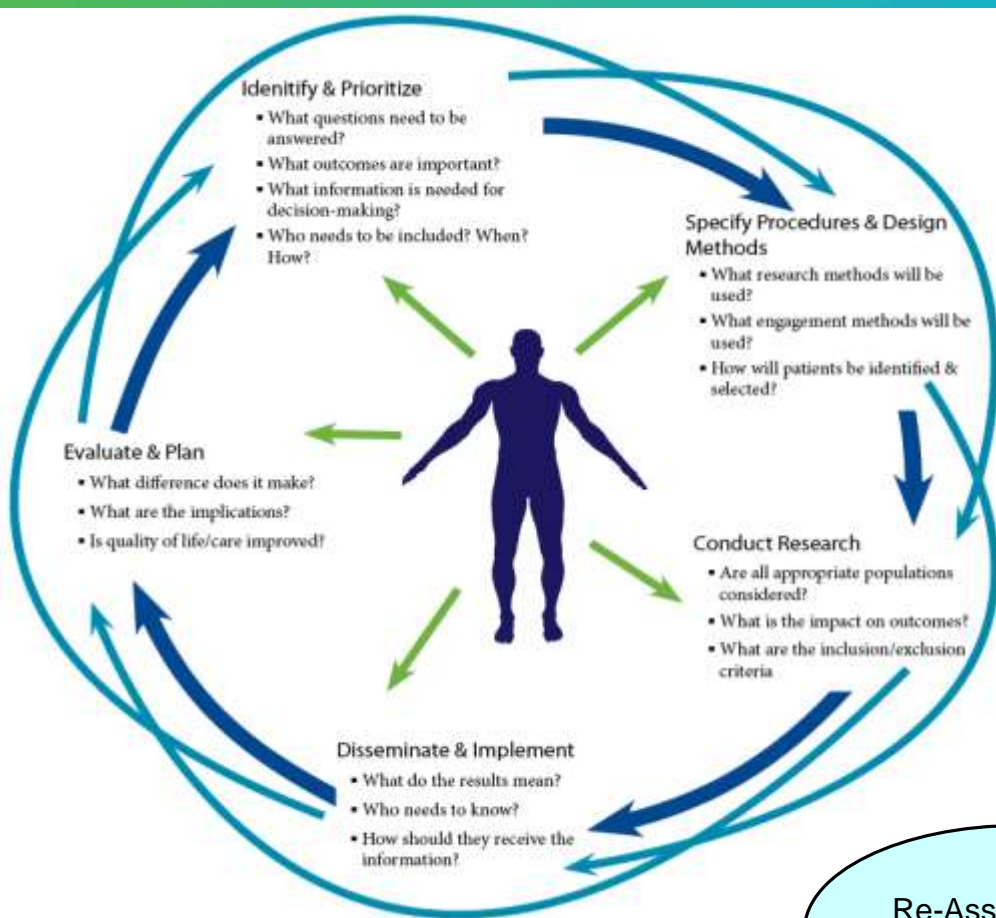 Idenitify & Prioritize
▪ What questions need to be
answered?
▪ What outcomes are important?
▪ What information is needed for
decision-making?
▪ Who needs to be included? When?
How?
Specify Procedures & Design
Methods
▪ What research methods will be
used?
▪ What engagement methods will be
used?
▪ How will patients be identified &
selected?
Evaluate & Plan
▪ What difference does it make?
▪ What are the implications?
▪ Is quality of life/care improved?
Conduct Research
▪ Are all appropriate populations
considered?
▪ What is the impact on outcomes?
▪ What are the inclusion/exclusion
criteria
Disseminate & Implement
▪ What do the results mean?
▪ Who needs to know?
▪ How should they receive the
information?
Re-Ass